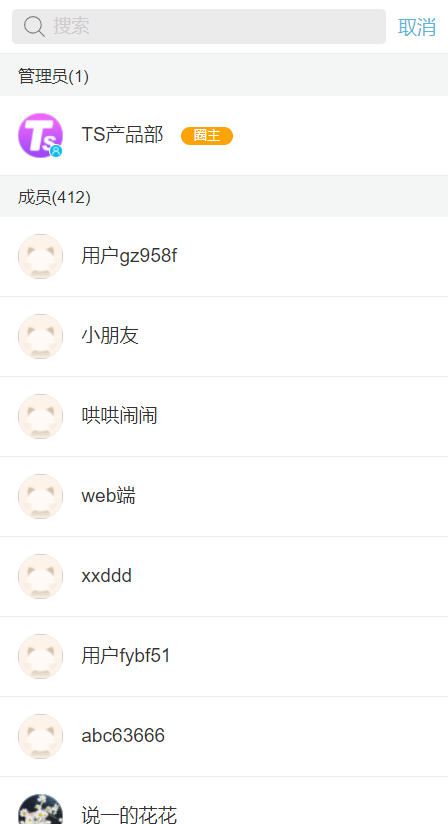 搜索 取消
管理员(1)
Ts
TS产品部 圈主
成员(412)
用户gz958f
小朋友
哄哄闹闹
web端
xxddd
用户fybf51
abc63666
说一的花花